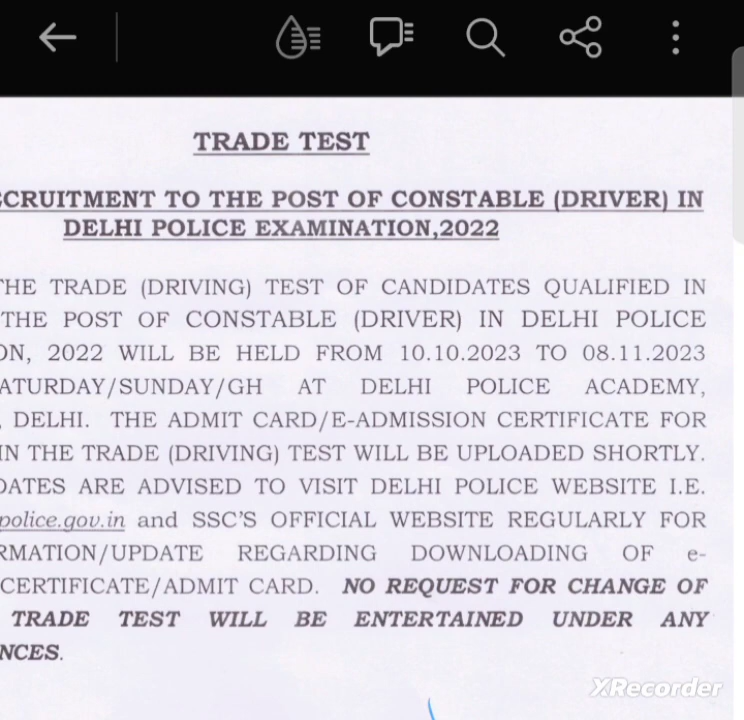 TRADE TEST
ECRUITMENT TO THE POST OF CONSTABLE (DRIVER) IN
DELHI POLICE EXAMINATION,2022
THE TRADE (DRIVING) TEST OF CANDIDATES QUALIFIED IN
THE POST OF CONSTABLE (DRIVER) IN DELHI POLICE
ON, 2022 WILL BE HELD FROM 10.10.2023 TO 08.11.2023
ATURDAY/SUNDAY/GH AT DELHI POLICE ACADEMY,
, DELHI. THE ADMIT CARD/E-ADMISSION CERTIFICATE FOR
IN THE TRADE (DRIVING) TEST WILL BE UPLOADED SHORTLY.
DATES ARE ADVISED TO VISIT DELHI POLICE WEBSITE I.E.
police.gov.in and SSC'S OFFICIAL WEBSITE REGULARLY FOR
RMATION/UPDATE REGARDING DOWNLOADING OF e-
CERTIFICATE/ADMIT CARD. NO REQUEST FOR CHANGE OF
TRADE TEST WILL BE ENTERTAINED UNDER ANY
NCES.
XRecorder